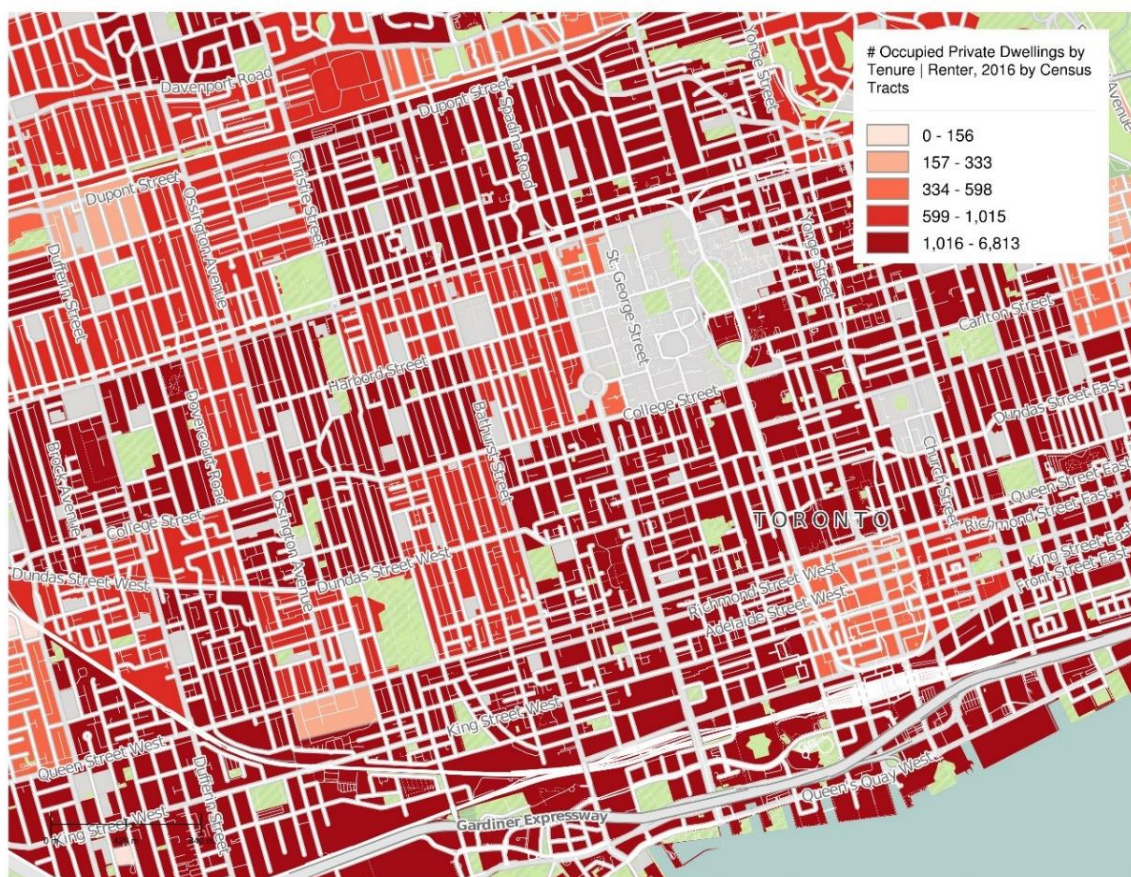 # Occupied Private Dwellings by
Tenure | Renter, 2016 by Census
Tracts
0 - 156
157 - 333
334 - 598
599 - 1,015
1,016 - 6,813
Yonge Street
Avenue
Davenport Road
Dupont Street
Spadina Road
Christie Street
Dupont Street
Ossington Avenue
Dufferin Street
St. George Street
Yonge Street
Carlton Street
Harbord Street
College Street
Dundas Street East
Bathurst Street
Dovercourt Road
Brock Avenue
Church Street
Queen Street East
Richmond Street East
TORONTO
College Street
Ossington Avenue
Dundas Street West
Dundas Street West
King Street East
Front Street East
Richmond Street West
Adelaide Street West
King Street West
Queen Street West
Dufferin Street
Queen's Quay West
Gardiner Expressway
King Street West